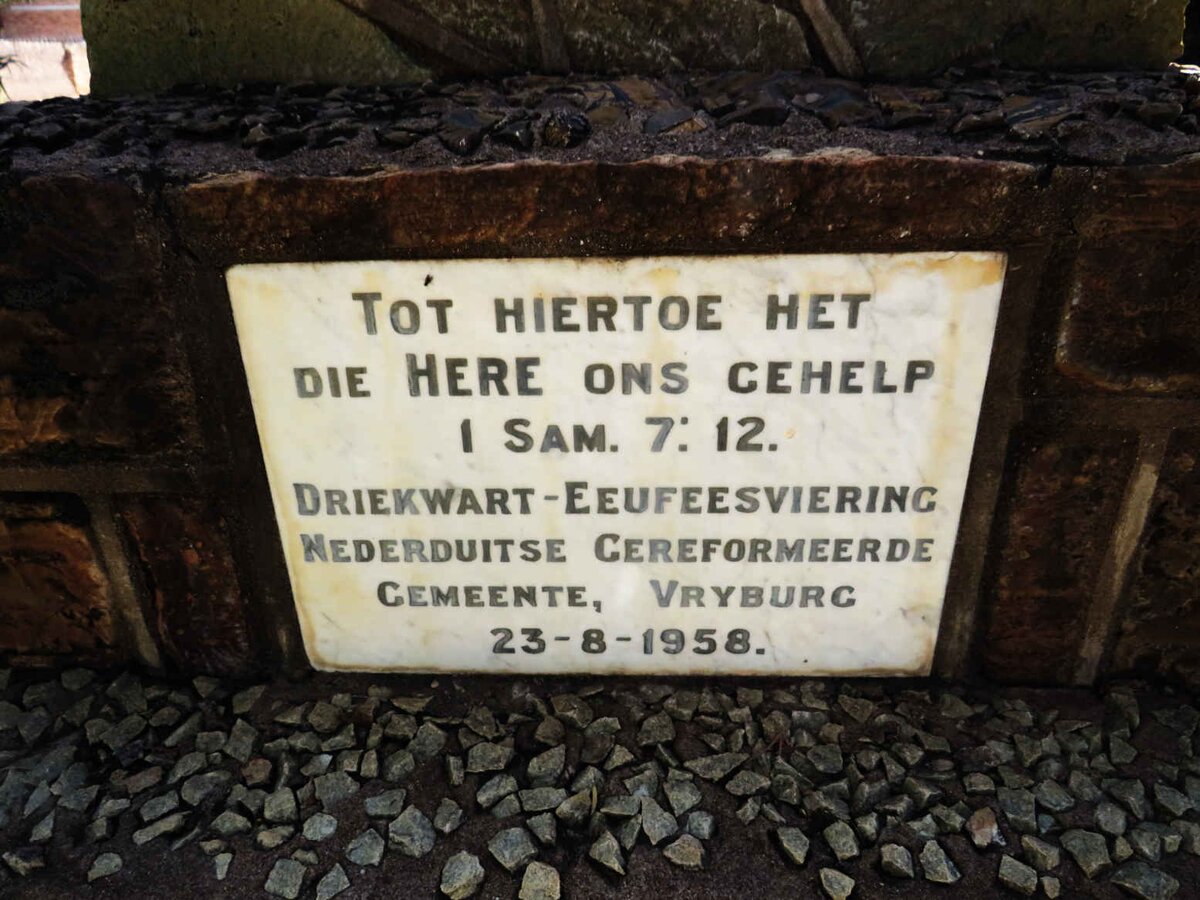 Tot hiertoe het
die Here ons gehelp
1 Sam. 7:12.
Driekwart-Eeufeesviering
Nederduitse Gereformeerde
Gemeente, Vryburg
23-8-1958.